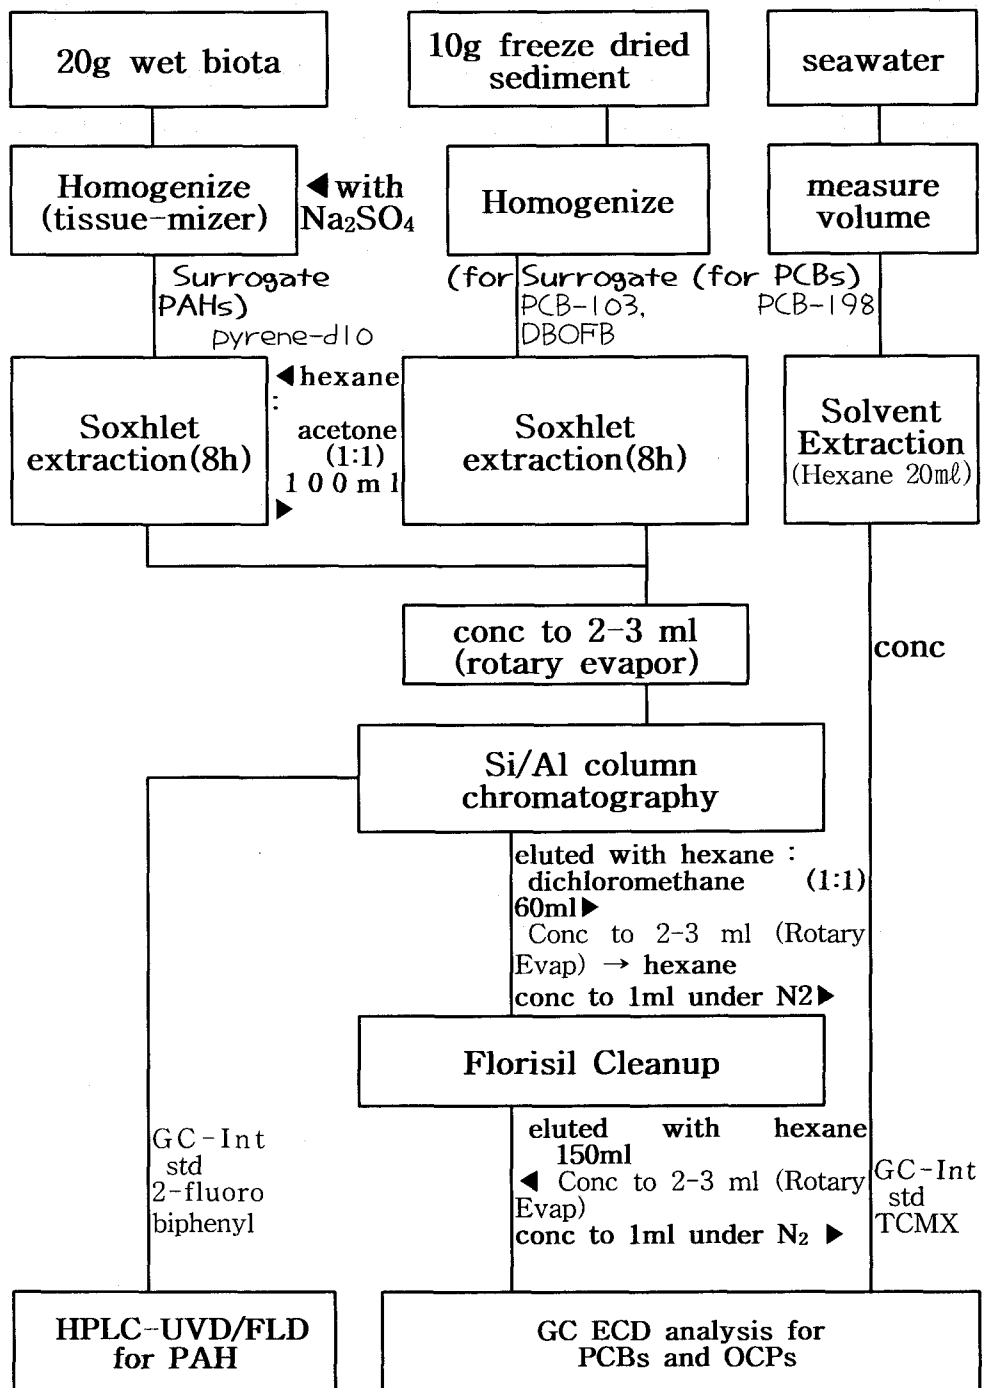 20g wet biota
10g freeze dried
sediment
seawater
Homogenize
(tissue-mizer)
◀with
Na₂SO₄
Homogenize
measure
volume
Surrogate (for
PAHs)
pyrene-d10
Surrogate (for PCBs)
PCB-103, PCB-198
DBOFB
Soxhlet
extraction(8h)
◀hexane
:
acetone
(1:1)
100ml
▶
Soxhlet
extraction(8h)
Solvent
Extraction
(Hexane 20㎖)
conc to 2-3 ml
(rotary evapor)
conc
Si/Al column
chromatography
eluted with hexane :
dichloromethane (1:1)
60ml▶
Conc to 2-3 ml (Rotary
Evap) → hexane
conc to 1ml under N2▶
Florisil Cleanup
eluted with hexane
150ml
◀ Conc to 2-3 ml (Rotary
Evap)
conc to 1ml under N₂ ▶
GC-Int
std
2-fluoro
biphenyl
GC-Int
std
TCMX
HPLC-UVD/FLD
for PAH
GC ECD analysis for
PCBs and OCPs